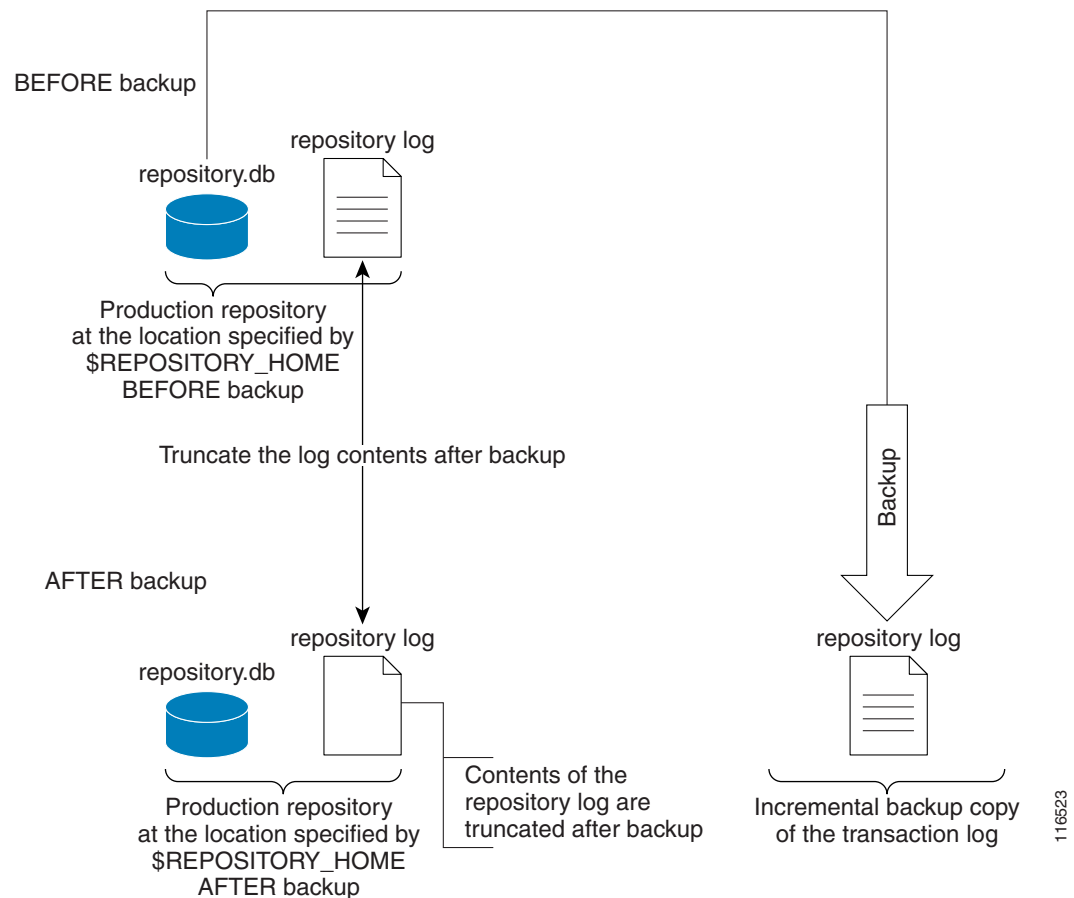 BEFORE backup
repository log
repository.db
Production repository
at the location specified by
$REPOSITORY_HOME
BEFORE backup
Truncate the log contents after backup
Backup
AFTER backup
repository log
repository.db
Contents of the
repository log are
truncated after backup
Production repository
at the location specified by
$REPOSITORY_HOME
AFTER backup
repository log
Incremental backup copy
of the transaction log
116523